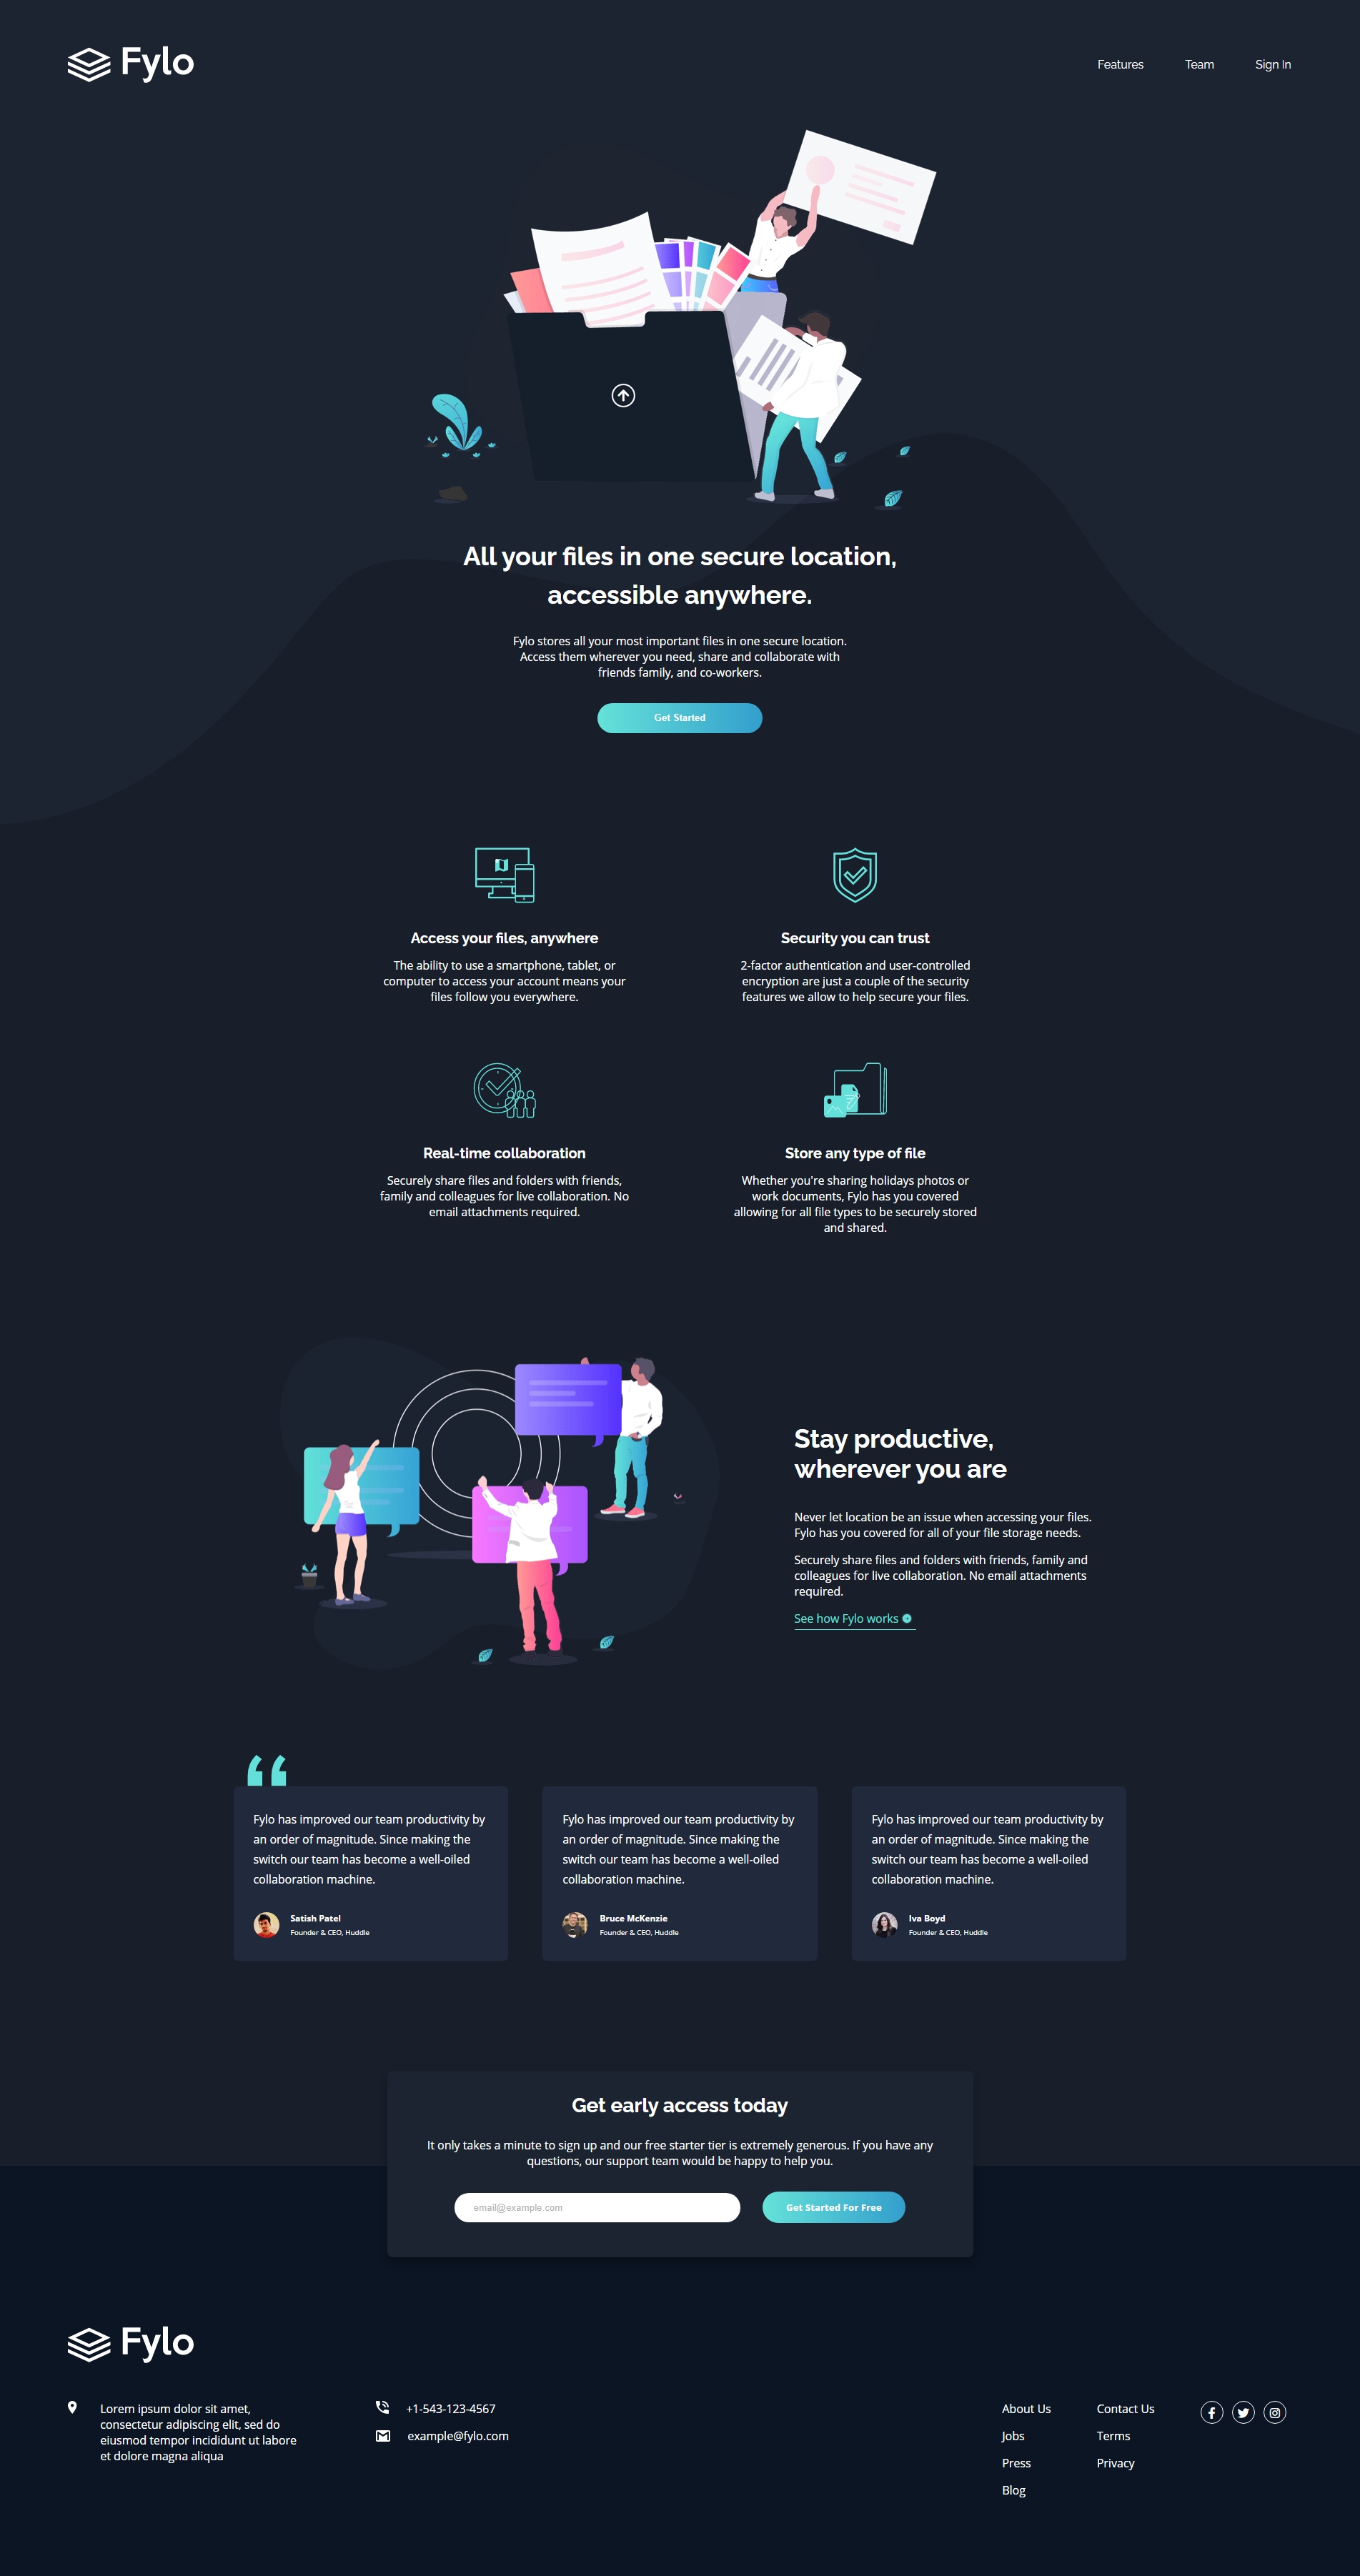 Fylo
Features
Team
Sign In
All your files in one secure location,
accessible anywhere.
Fylo stores all your most important files in one secure location.
Access them wherever you need, share and collaborate with
friends family, and co-workers.
Get Started
Access your files, anywhere
The ability to use a smartphone, tablet, or
computer to access your account means your
files follow you everywhere.
Security you can trust
2-factor authentication and user-controlled
encryption are just a couple of the security
features we allow to help secure your files.
Real-time collaboration
Securely share files and folders with friends,
family and colleagues for live collaboration. No
email attachments required.
Store any type of file
Whether you're sharing holidays photos or
work documents, Fylo has you covered
allowing for all file types to be securely stored
and shared.
Stay productive,
wherever you are
Never let location be an issue when accessing your files.
Fylo has you covered for all of your file storage needs.
Securely share files and folders with friends, family and
colleagues for live collaboration. No email attachments
required.
See how Fylo works
Fylo has improved our team productivity by
an order of magnitude. Since making the
switch our team has become a well-oiled
collaboration machine.
Satish Patel
Founder & CEO, Huddle
Fylo has improved our team productivity by
an order of magnitude. Since making the
switch our team has become a well-oiled
collaboration machine.
Bruce McKenzie
Founder & CEO, Huddle
Fylo has improved our team productivity by
an order of magnitude. Since making the
switch our team has become a well-oiled
collaboration machine.
Iva Boyd
Founder & CEO, Huddle
Get early access today
It only takes a minute to sign up and our free starter tier is extremely generous. If you have any
questions, our support team would be happy to help you.
email@example.com
Get Started For Free
Fylo
Lorem ipsum dolor sit amet,
consectetur adipiscing elit, sed do
eiusmod tempor incididunt ut labore
et dolore magna aliqua
+1-543-123-4567
example@fylo.com
About Us
Jobs
Press
Blog
Contact Us
Terms
Privacy